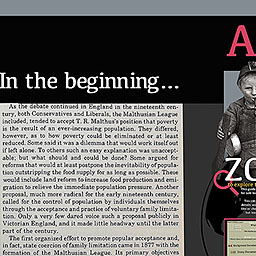 In the beginning...
As the debate continued in England in the nineteenth cen-
tury, both Conservatives and Liberals, the Malthusian League
included, tended to accept T. R. Malthus's position that poverty
is the result of an ever-increasing population. They differed,
however, as to how poverty could be eliminated or at least
reduced. Some said it was a dilemma that would work itself out
if left alone. To others such an easy explanation was unaccept-
able; but what should and could be done? Some argued for
reforms that would at least postpone the inevitability of popula-
tion outstripping the food supply for as long as possible. These
would include land reform to increase food production and emi-
gration to relieve the immediate population pressure. Another
proposal, much more radical for the early nineteenth century,
called for the control of population by individuals themselves
through the acceptance and practice of voluntary family limita-
tion. Only a very few dared voice such a proposal publicly in
Victorian England, and it made little headway until the latter
part of the century.
The first organized effort to promote popular acceptance and,
in fact, state coercion of family limitation came in 1877 with the
formation of the Malthusian League. Its primary objectives
A
ZO
to explore t